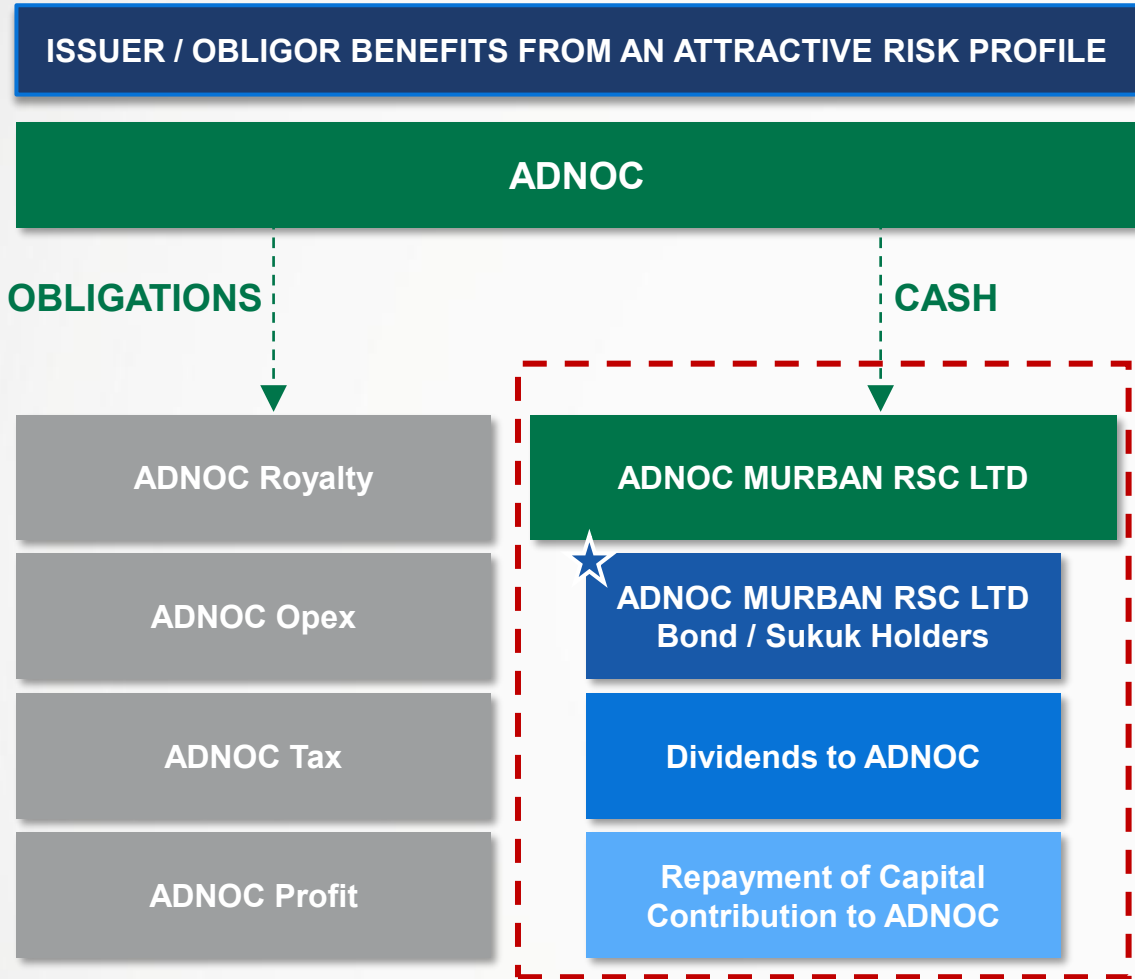 ISSUER / OBLIGOR BENEFITS FROM AN ATTRACTIVE RISK PROFILE
ADNOC
OBLIGATIONS
CASH
ADNOC Royalty
ADNOC Opex
ADNOC Tax
ADNOC Profit
ADNOC MURBAN RSC LTD
ADNOC MURBAN RSC LTD
Bond / Sukuk Holders
Dividends to ADNOC
Repayment of Capital
Contribution to ADNOC